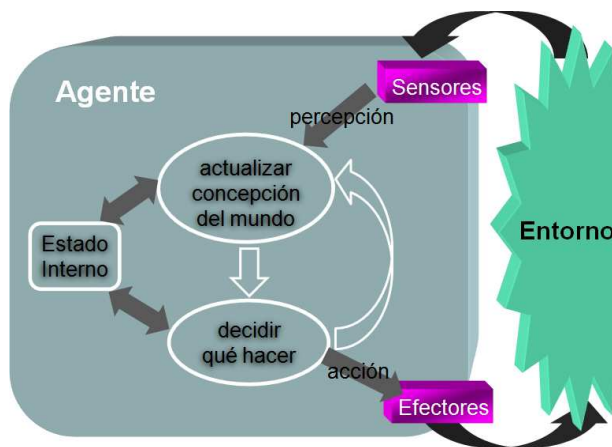 Agente
Sensores
percepción
actualizar
concepción
del mundo
Estado
Interno
Entorno
decidir
qué hacer
acción
Efectores